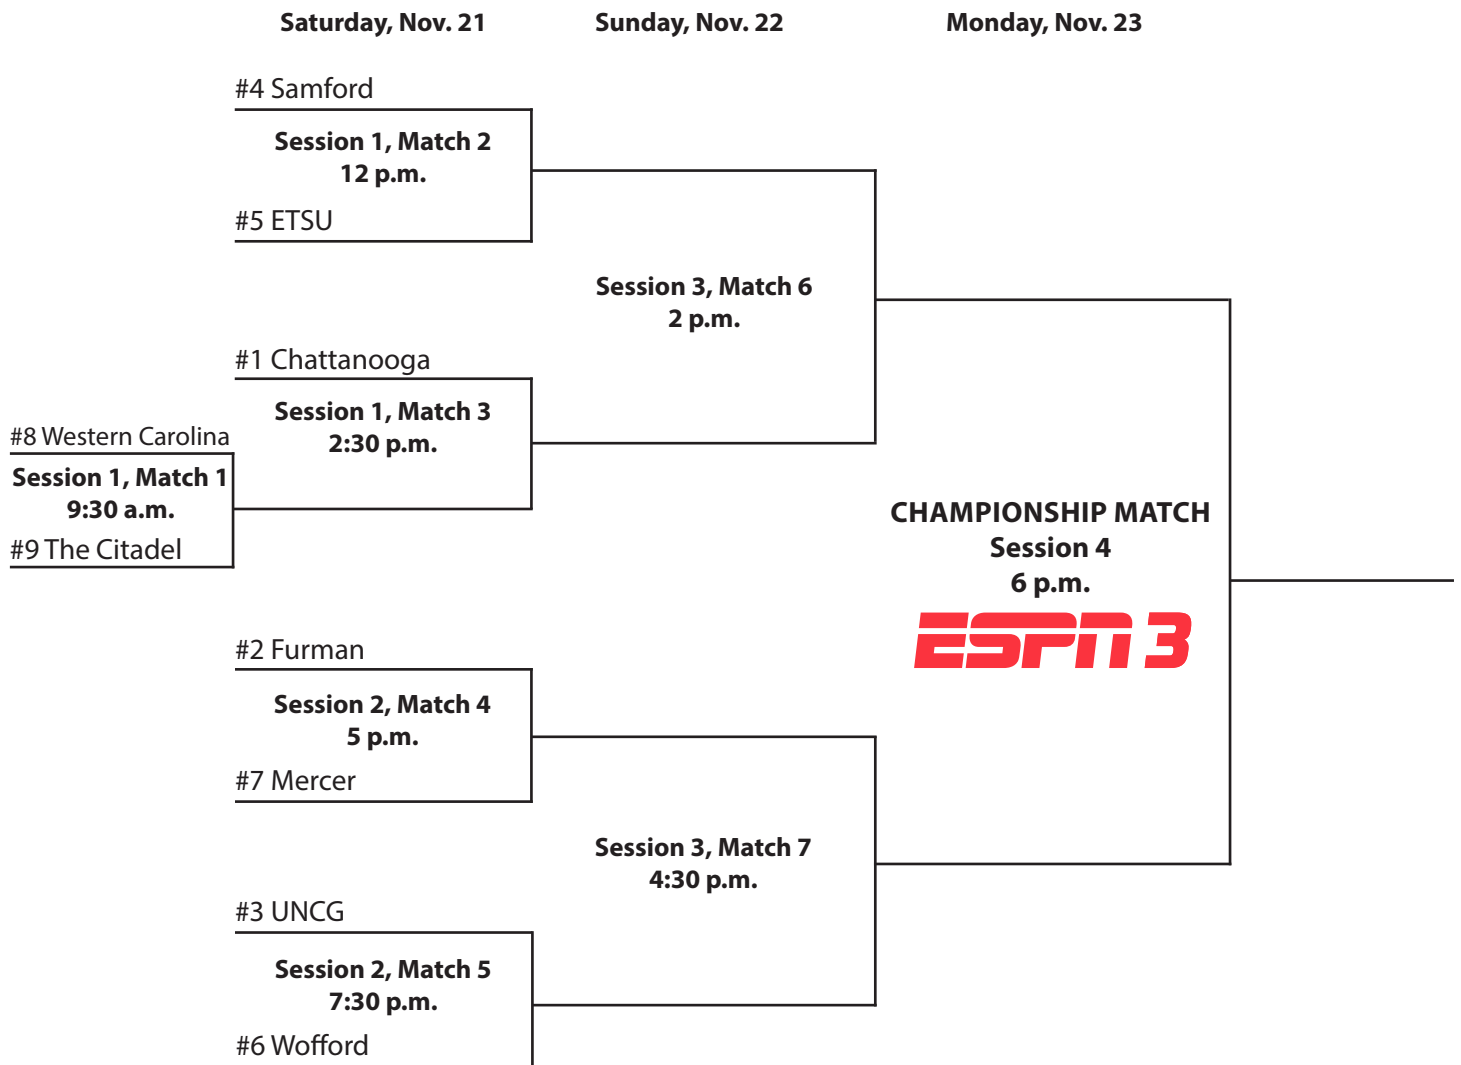 Saturday, Nov. 21
Sunday, Nov. 22
Monday, Nov. 23
#4 Samford
Session 1, Match 2
12 p.m.
#5 ETSU
Session 3, Match 6
2 p.m.
#1 Chattanooga
Session 1, Match 3
2:30 p.m.
#8 Western Carolina
Session 1, Match 1
9:30 a.m.
#9 The Citadel
CHAMPIONSHIP MATCH
Session 4
6 p.m.
ESPN 3
#2 Furman
Session 2, Match 4
5 p.m.
#7 Mercer
Session 3, Match 7
4:30 p.m.
#3 UNCG
Session 2, Match 5
7:30 p.m.
#6 Wofford